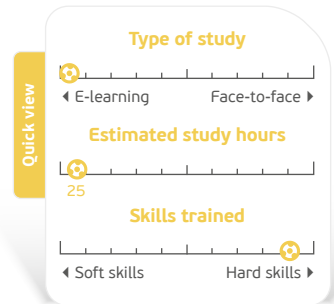 Quick view
Type of study
E-learning Face-to-face
Estimated study hours
25
Skills trained
Soft skills Hard skills